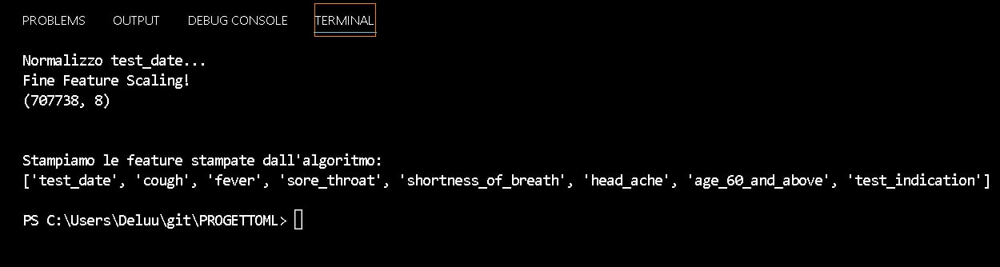 PROBLEMS OUTPUT DEBUG CONSOLE TERMINAL
Normalizzo test_date...
Fine Feature Scaling!
(707738, 8)
Stampiamo le feature stampate dall'algoritmo:
['test_date', 'cough', 'fever', 'sore_throat', 'shortness_of_breath', 'head_ache', 'age_60_and_above', 'test_indication']
PS C:\Users\Deluu\git\PROGETTOML>